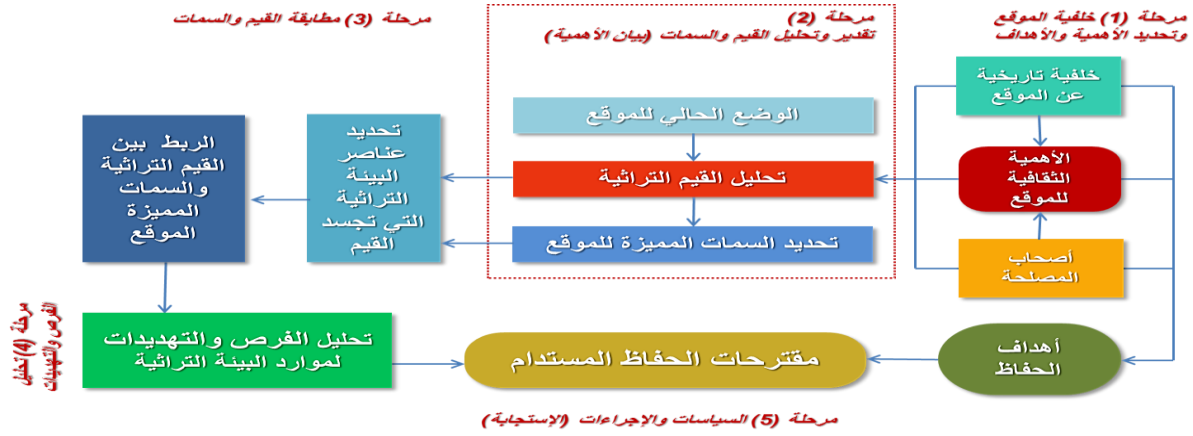 مرحلة (1) خلفية الموقع
وتحديد الأهمية والأهداف
خلفية تاريخية
عن الموقع
الأهمية
الثقافية
للموقع
أصحاب
المصلحة
أهداف
الحفاظ
مرحلة (2)
تقدير وتحليل القيم والسمات (بيان الأهمية)
الوضع الحالي للموقع
تحليل القيم التراثية
تحديد السمات المميزة للموقع
مرحلة (3) مطابقة القيم والسمات
تحديد
عناصر
البيئة
التراثية
التي تجسد
القيم
الربط بين
القيم التراثية
والسمات
المميزة
الموقع
مرحلة (4) تحليل
الفرص والتهديدات
تحليل الفرص والتهديدات
لموارد البيئة التراثية
مقترحات الحفاظ المستدام
مرحلة (5) السياسات والإجراءات (الإستجابة)